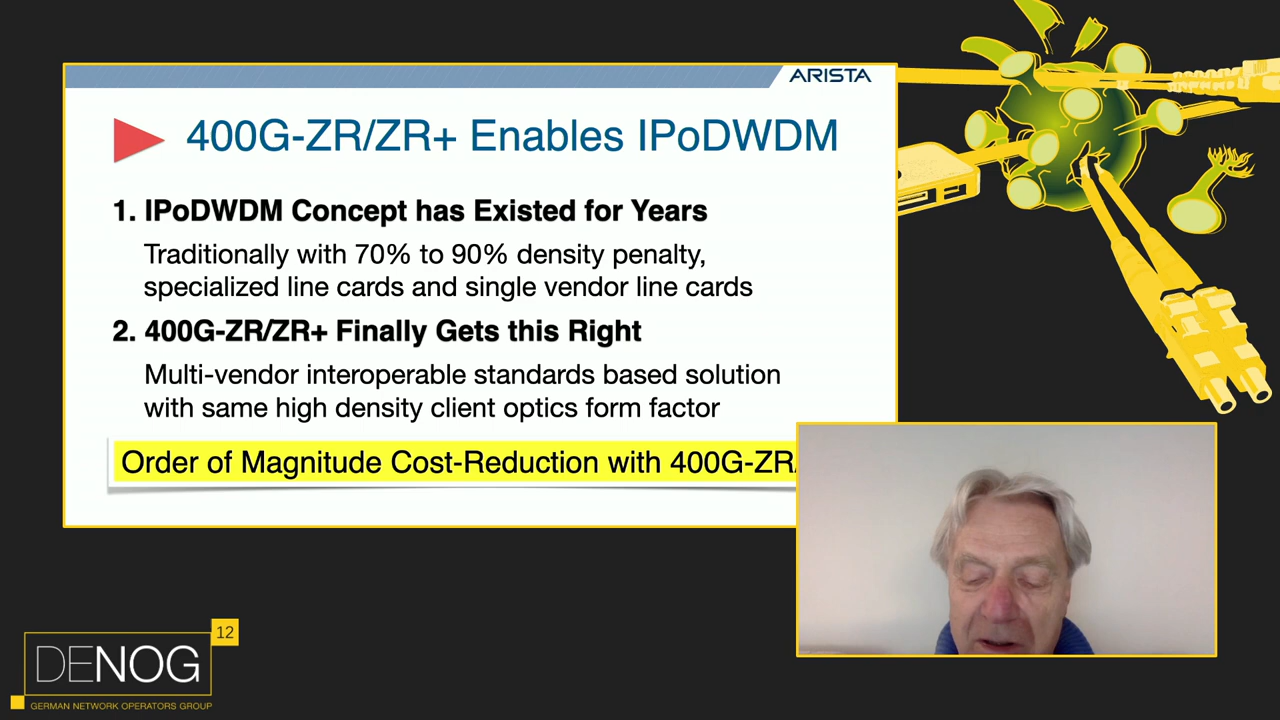 ARISTA
400G-ZR/ZR+ Enables IPoDWDM
1. IPoDWDM Concept has Existed for Years
Traditionally with 70% to 90% density penalty,
specialized line cards and single vendor line cards
2. 400G-ZR/ZR+ Finally Gets this Right
Multi-vendor interoperable standards based solution
with same high density client optics form factor
Order of Magnitude Cost-Reduction with 400G-ZR/
12
DENOG
GERMAN NETWORK OPERATORS GROUP